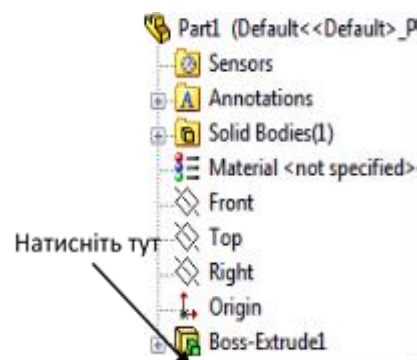 Part1 (Default<<Default>_P
Sensors
Annotations
Solid Bodies(1)
Material <not specified>
Front
Натисніть тут
Top
Right
Origin
Boss-Extrude1